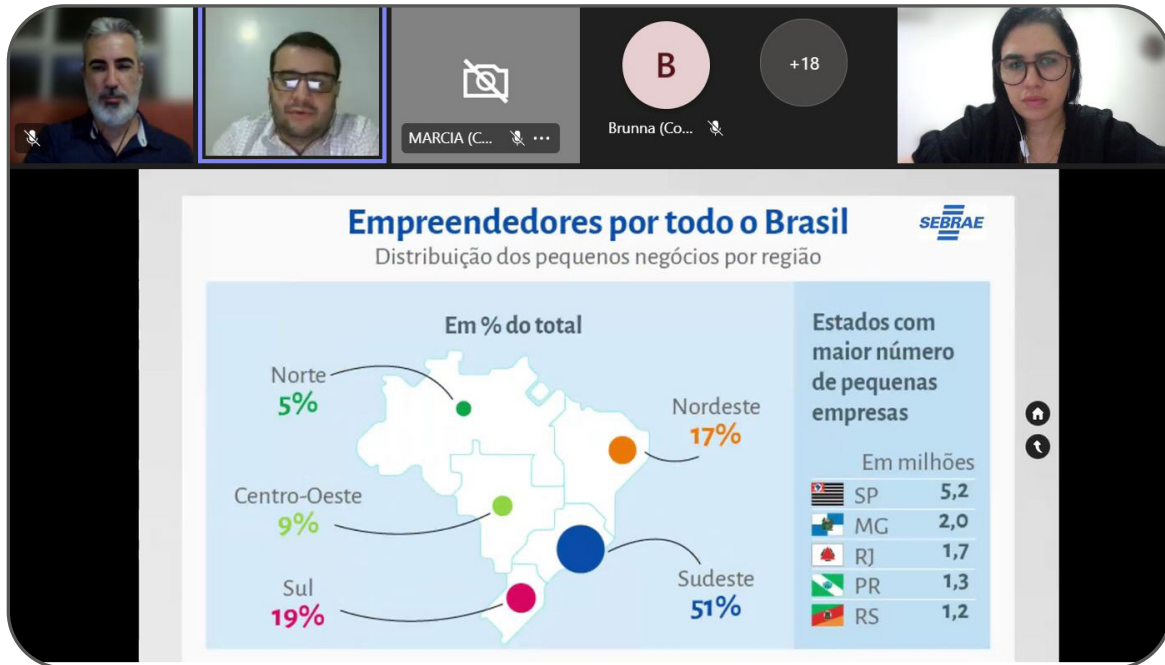 MARCIA (C...
B
Brunna (Co...
+18
Empreendedores por todo o Brasil
SEBRAE
Distribuição dos pequenos negócios por região
Em % do total
Norte
5%
Nordeste
17%
Centro-Oeste
9%
Sul
19%
Sudeste
51%
Estados com
maior número
de pequenas
empresas
Em milhões
SP 5,2
MG 2,0
RJ 1,7
PR 1,3
RS 1,2